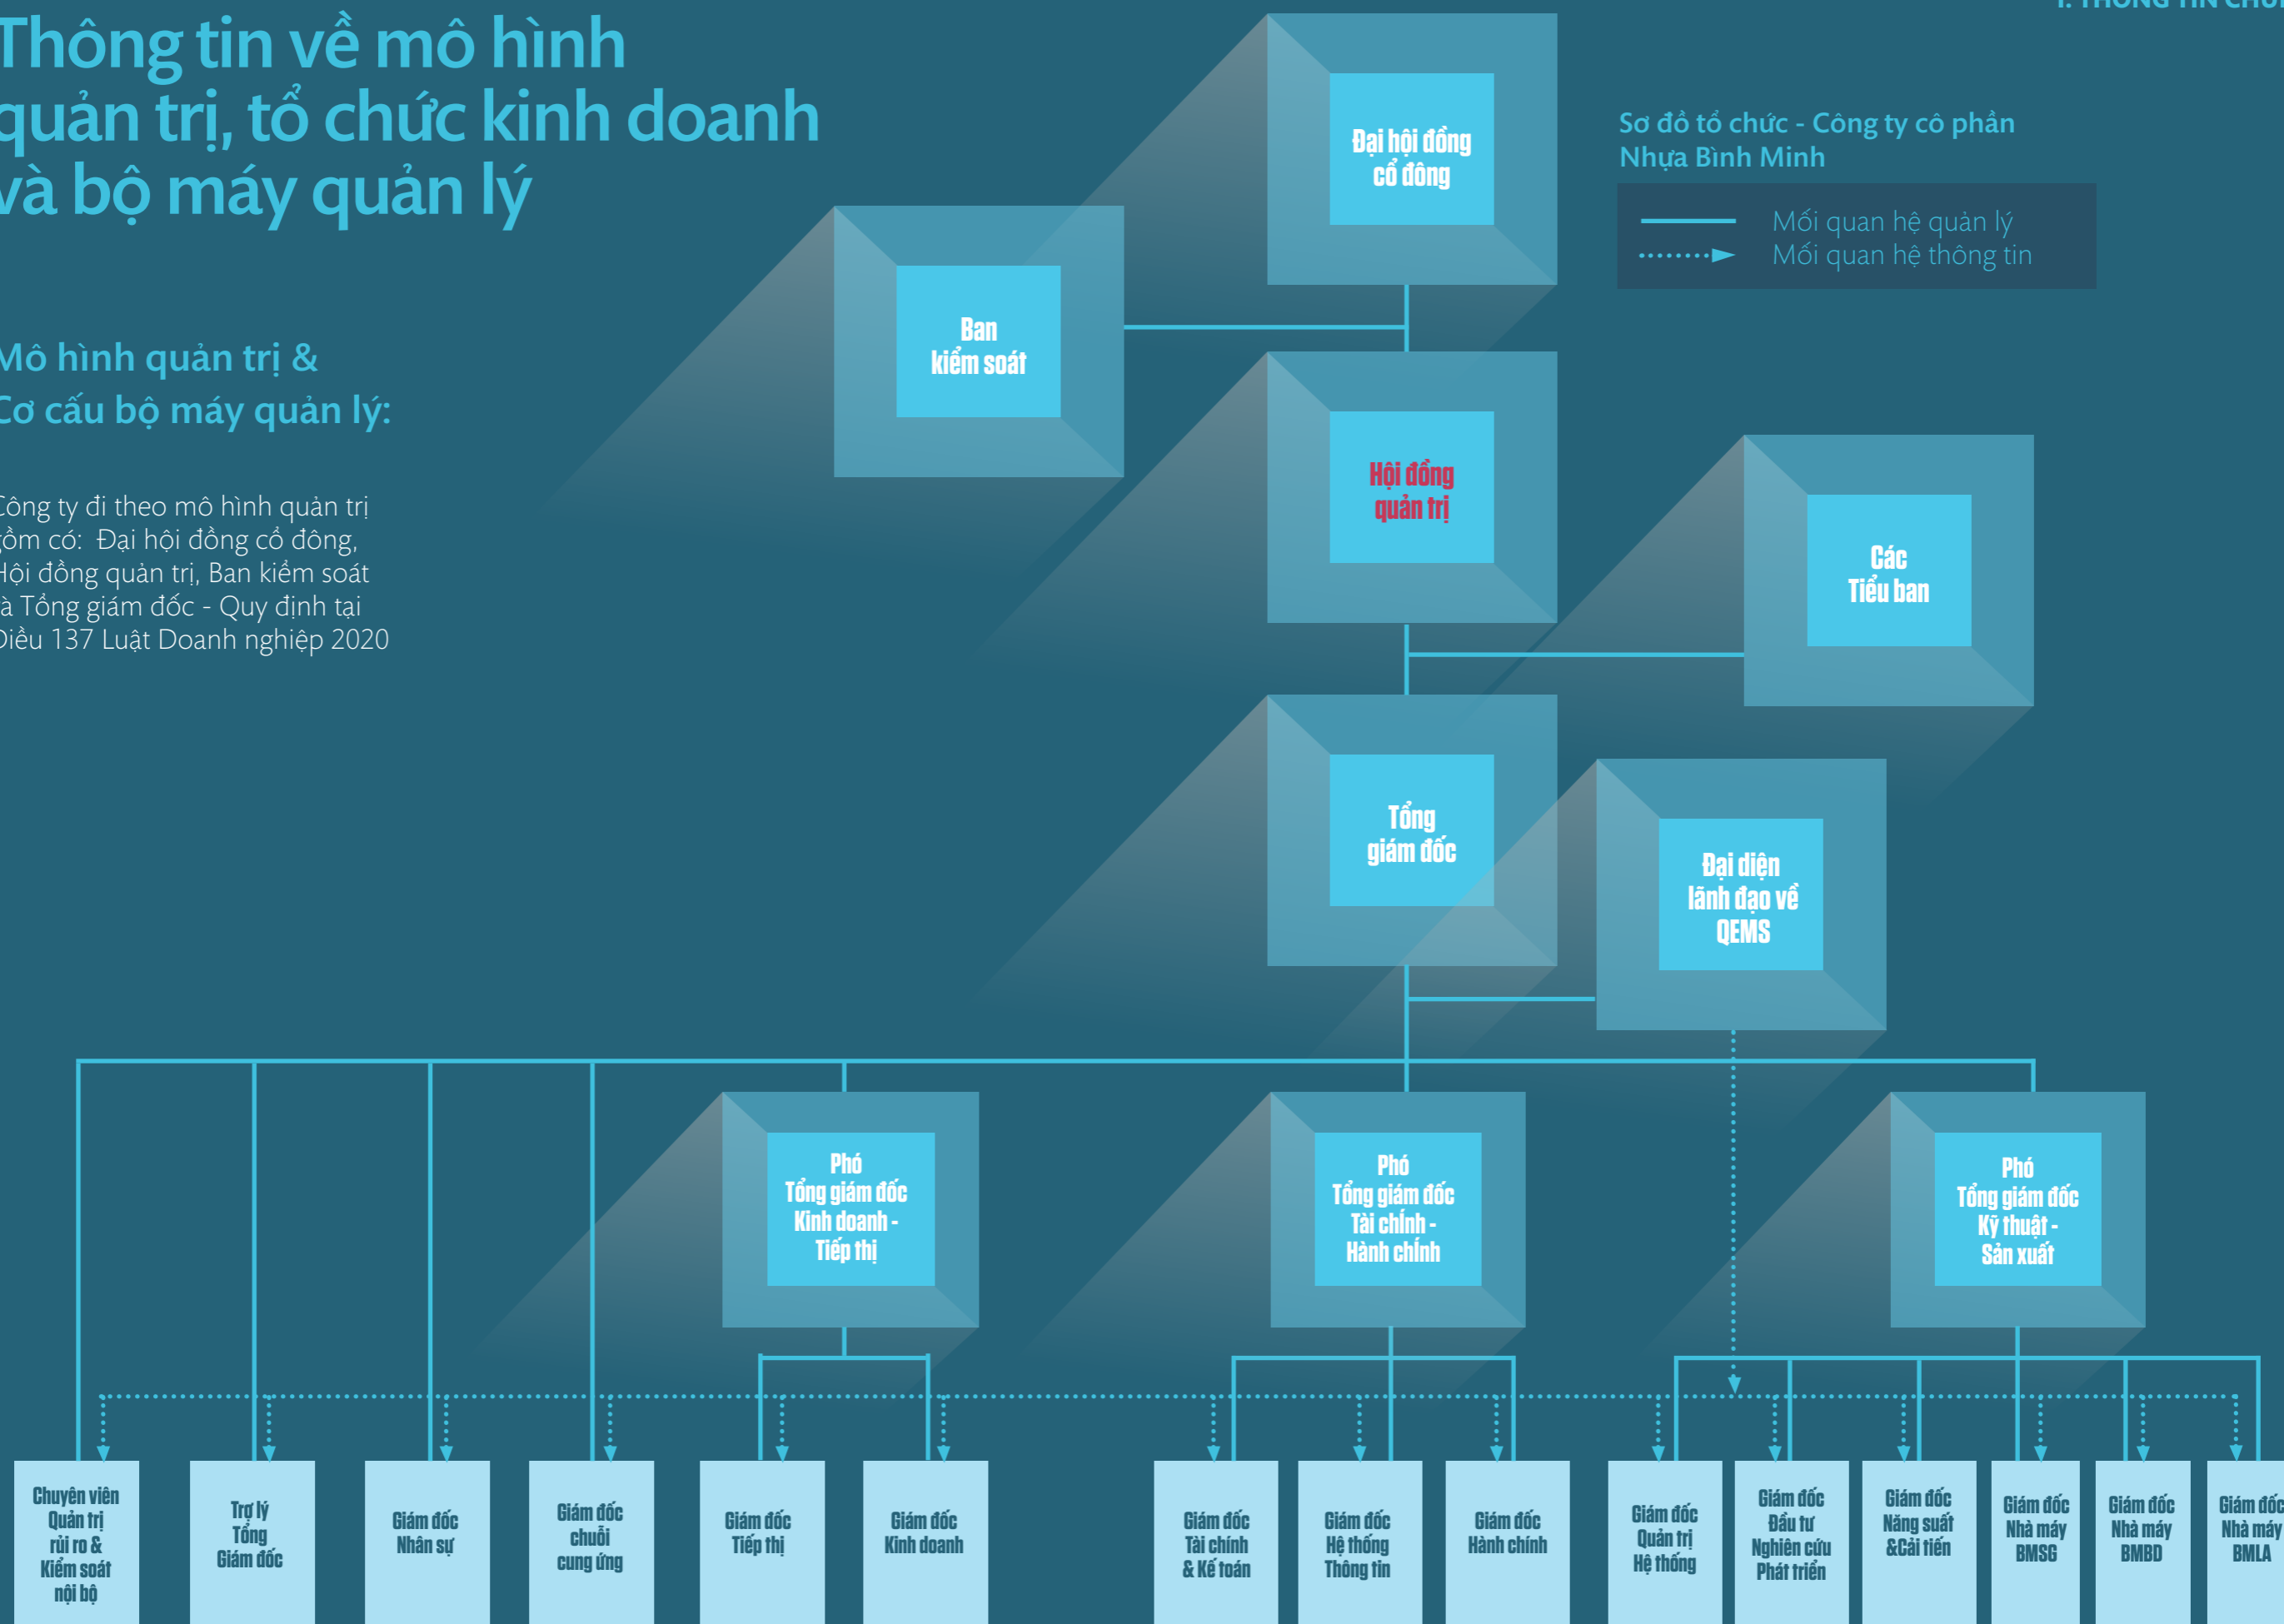 I. THÔNG TIN CHUNG
Thông tin về mô hình
quản trị, tổ chức kinh doanh
và bộ máy quản lý
Mô hình quản trị &
Cơ cấu bộ máy quản lý:
Công ty đi theo mô hình quản trị
gồm có: Đại hội đồng cổ đông,
Hội đồng quản trị, Ban kiểm soát
và Tổng giám đốc - Quy định tại
Điều 137 Luật Doanh nghiệp 2020
Sơ đồ tổ chức - Công ty cô phần
Nhựa Bình Minh
Mối quan hệ quản lý
Mối quan hệ thông tin
Đại hội đồng
cổ đông
Ban
kiểm soát
Hội đồng
quản trị
Các
Tiểu ban
Tổng
giám đốc
Đại diện
lãnh đạo về
QEMS
Phó
Tổng giám đốc
Kinh doanh -
Tiếp thị
Phó
Tổng giám đốc
Tài chính -
Hành chính
Phó
Tổng giám đốc
Kỹ thuật -
Sản xuất
Chuyên viên
Quản trị
rủi ro &
Kiểm soát
nội bộ
Trợ lý
Tổng
Giám đốc
Giám đốc
Nhân sự
Giám đốc
chuỗi
cung ứng
Giám đốc
Tiếp thị
Giám đốc
Kinh doanh
Giám đốc
Tài chính
& Kế toán
Giám đốc
Hệ thống
Thông tin
Giám đốc
Hành chính
Giám đốc
Quản trị
Hệ thống
Giám đốc
Đầu tư
Nghiên cứu
Phát triển
Giám đốc
Năng suất
&Cải tiến
Giám đốc
Nhà máy
BMSG
Giám đốc
Nhà máy
BMBD
Giám đốc
Nhà máy
BMLA